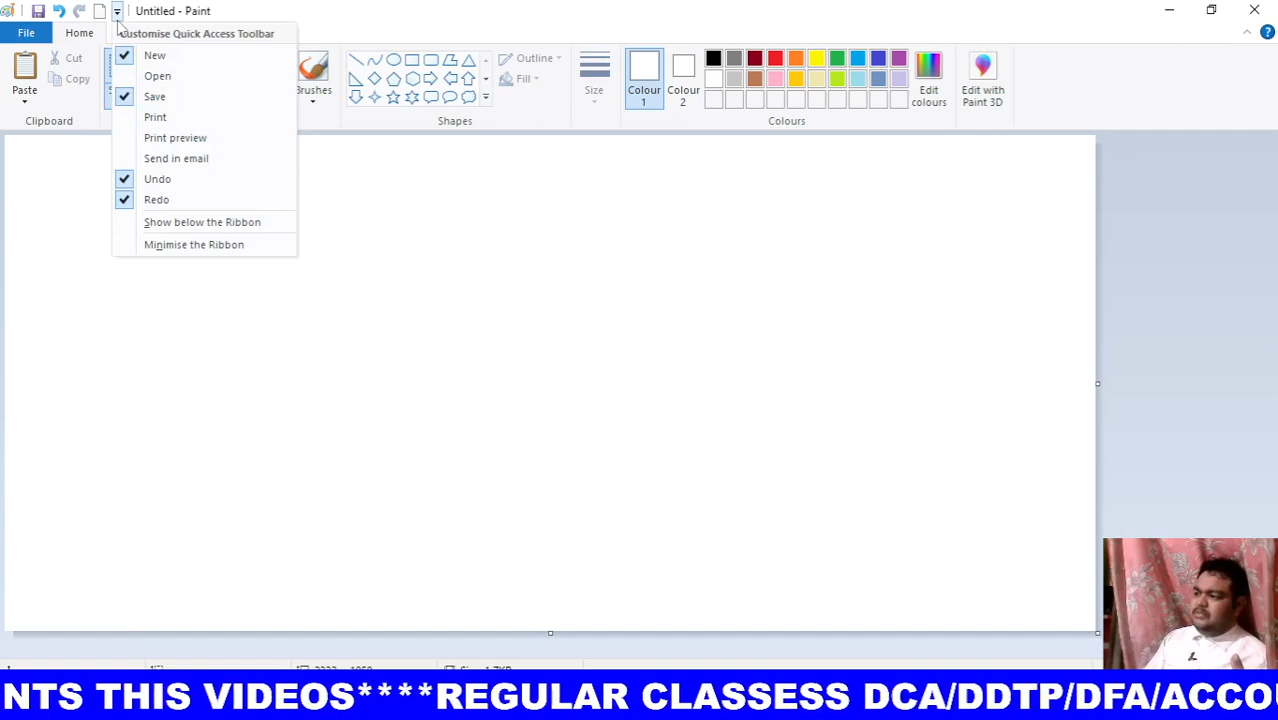 Untitled - Paint
File
Home
Customise Quick Access Toolbar
New
Open
Save
Print
Print preview
Send in email
Undo
Redo
Show below the Ribbon
Minimise the Ribbon
Paste
Cut
Copy
Clipboard
Brushes
Outline
Fill
Shapes
Size
Colour 1
Colour 2
Edit colours
Edit with Paint 3D
Colours
NTS THIS VIDEOS****REGULAR CLASSESS DCA/DDTP/DFA/ACCO